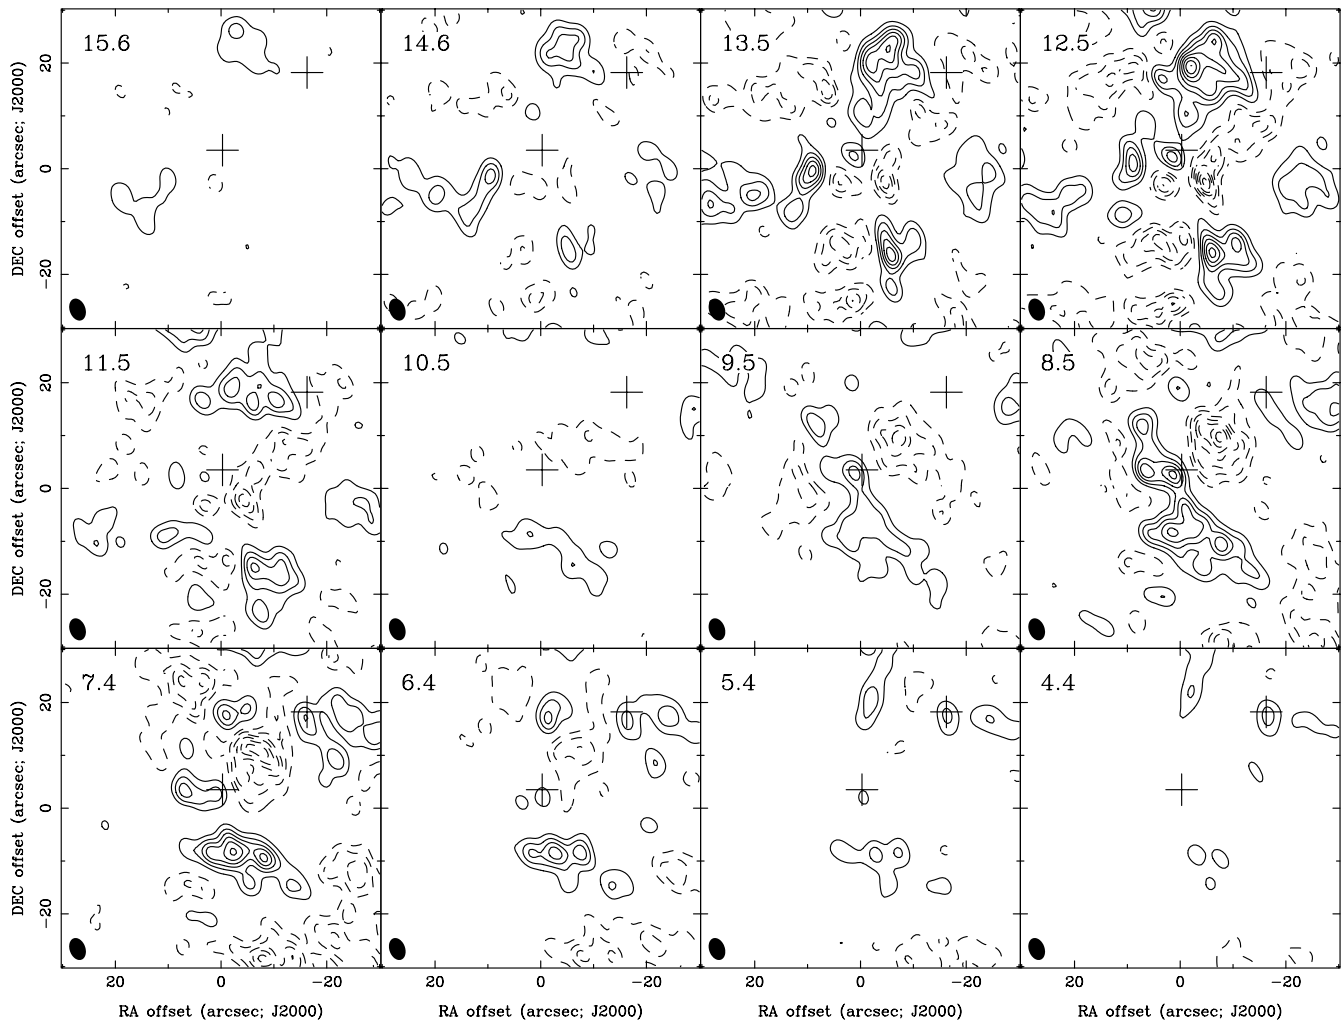 15.6 14.6 13.5 12.5
DEC offset (arcsec; J2000)
20
0
−20
11.5 10.5 9.5 8.5
DEC offset (arcsec; J2000)
20
0
−20
7.4 6.4 5.4 4.4
DEC offset (arcsec; J2000)
20
0
−20
20 0 −20 20 0 −20 20 0 −20 20 0 −20
RA offset (arcsec; J2000) RA offset (arcsec; J2000) RA offset (arcsec; J2000) RA offset (arcsec; J2000)